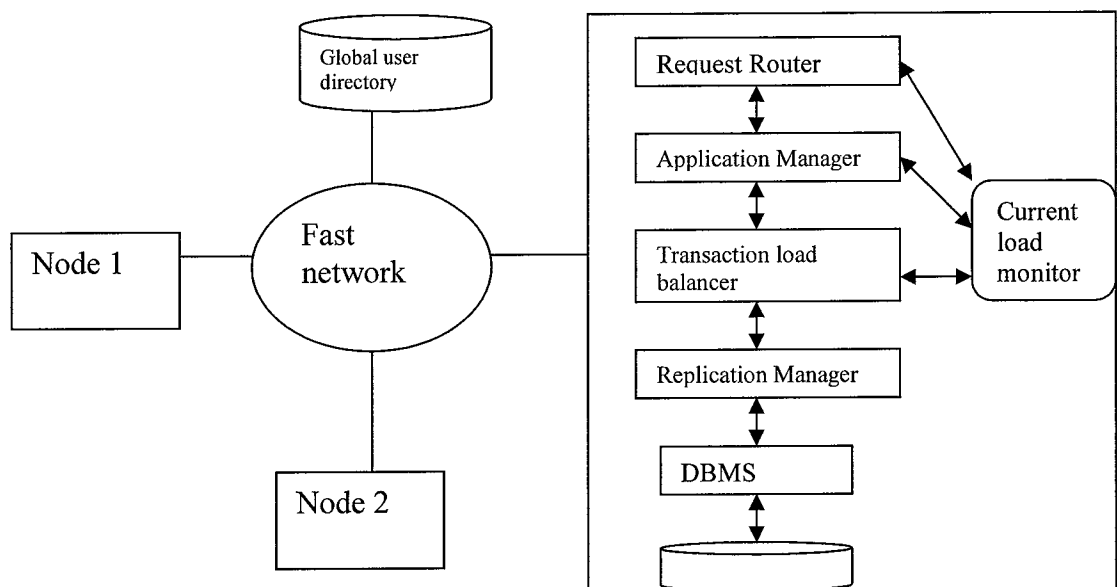 Global user
directory
Fast
network
Node 1
Node 2
Request Router
Application Manager
Transaction load
balancer
Replication Manager
DBMS
Current
load
monitor